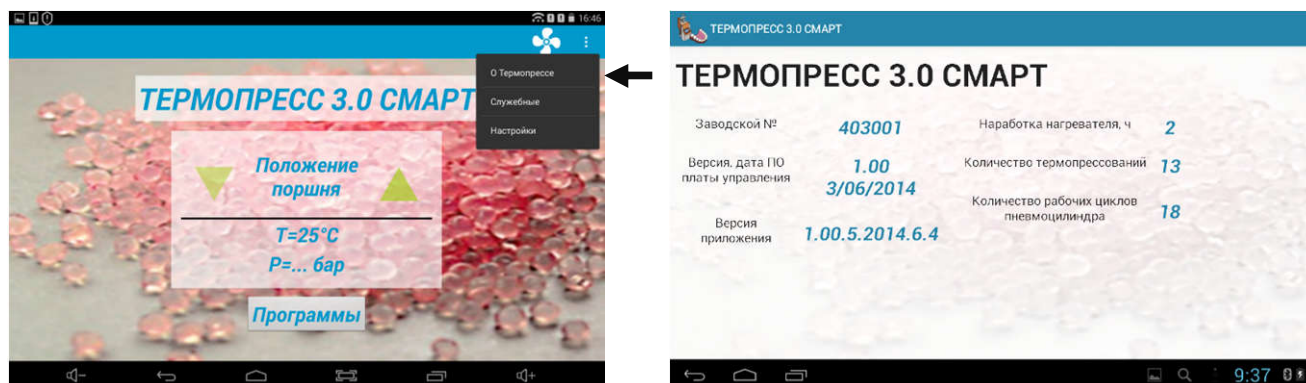 16:46
О Термопрессе
Служебные
Настройки
ТЕРМОПРЕСС 3.0 СМАРТ
Положение
поршня
T=25°C
P=... бар
Программы
ТЕРМОПРЕСС 3.0 СМАРТ
ТЕРМОПРЕСС 3.0 СМАРТ
Заводской №
403001
Наработка нагревателя, ч
2
Версия, дата ПО
платы управления
1.00
3/06/2014
Количество термопрессований
13
Количество рабочих циклов
пневмоцилиндра
18
Версия
приложения
1.00.5.2014.6.4
9:37